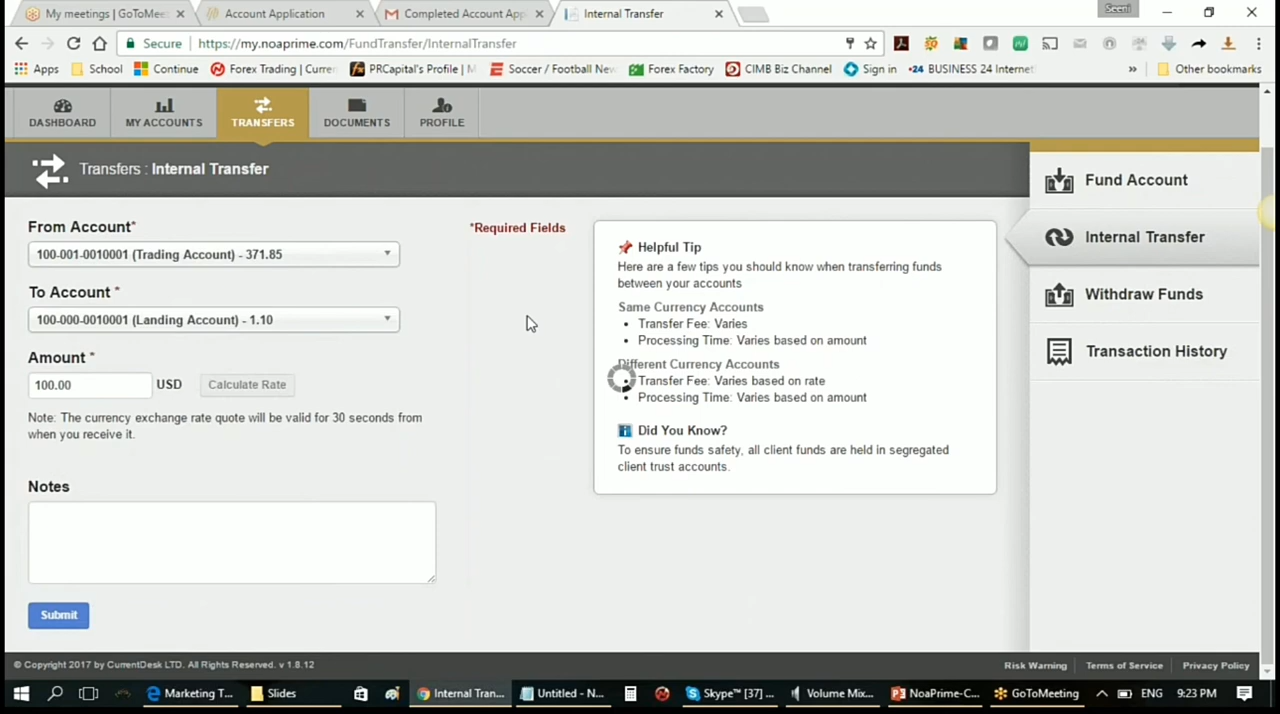 My meetings | GoToMee
Account Application
Completed Account App
Internal Transfer
Seeni
Secure
https://my.noaprime.com/FundTransfer/InternalTransfer
Apps
School
Continue
Forex Trading | Curren
PRCapital's Profile | M
Soccer / Football New
Forex Factory
CIMB Biz Channel
Sign in
BUSINESS 24 Internet
»
Other bookmarks
DASHBOARD
MY ACCOUNTS
TRANSFERS
DOCUMENTS
PROFILE
Transfers : Internal Transfer
Fund Account
Internal Transfer
Withdraw Funds
Transaction History
From Account*
*Required Fields
100-001-0010001 (Trading Account) - 371.85
To Account *
100-000-0010001 (Landing Account) - 1.10
Amount *
100.00
USD
Calculate Rate
Note: The currency exchange rate quote will be valid for 30 seconds from
when you receive it.
Notes
Submit
Helpful Tip
Here are a few tips you should know when transferring funds
between your accounts
Same Currency Accounts
• Transfer Fee: Varies
• Processing Time: Varies based on amount
Different Currency Accounts
• Transfer Fee: Varies based on rate
• Processing Time: Varies based on amount
Did You Know?
To ensure funds safety, all client funds are held in segregated
client trust accounts.
© Copyright 2017 by CurrentDesk LTD. All Rights Reserved. v 1.8.12
Risk Warning
Terms of Service
Privacy Policy
Marketing T...
Slides
Internal Tran...
Untitled - N...
Skype™ [37] ...
Volume Mix...
NoaPrime-C...
GoToMeeting
ENG
9:23 PM